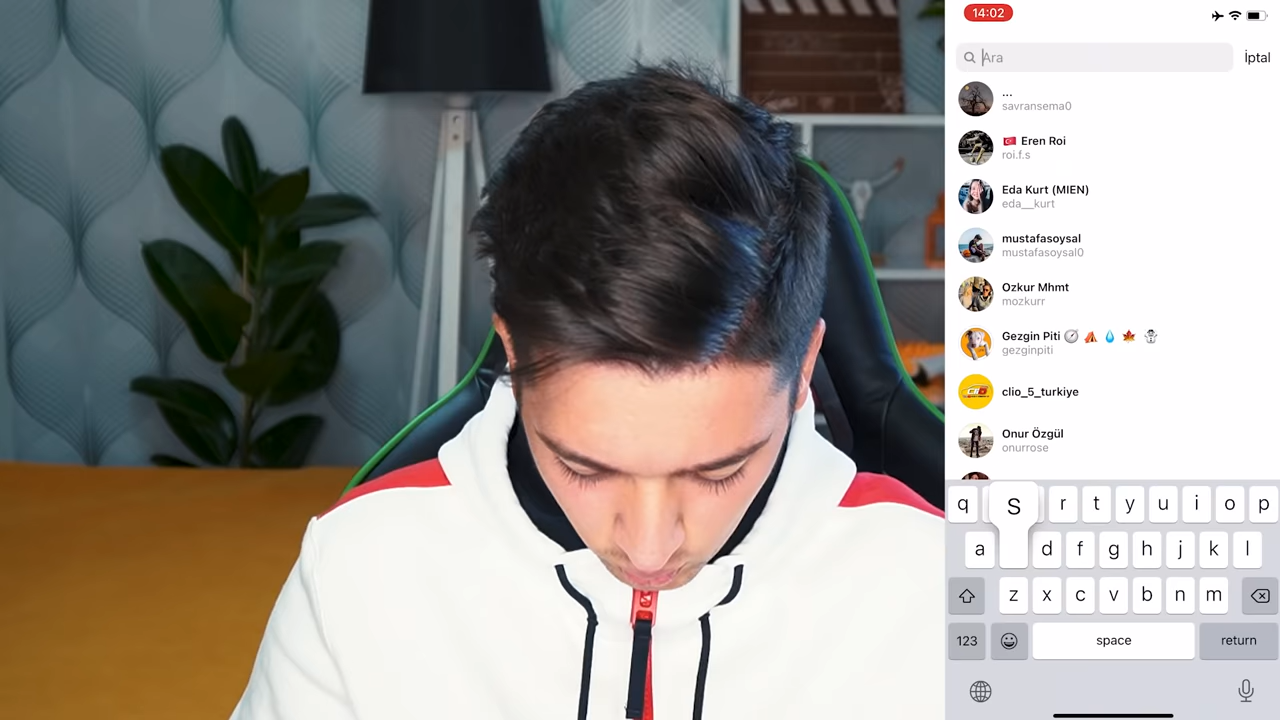 14:02
Ara
İptal
...
savransema0
🇹🇷 Eren Roi
roi.f.s
Eda Kurt (MIEN)
eda__kurt
mustafasoysal
mustafasoysal0
Ozkur Mhmt
mozkurr
Gezgin Piti 🧭 ⛺ 💧 🍁 ☃️
gezginpiti
clio_5_turkiye
Onur Özgül
onurrose
q S r t y u i o p
a d f g h j k l
z x c v b n m
123 space return